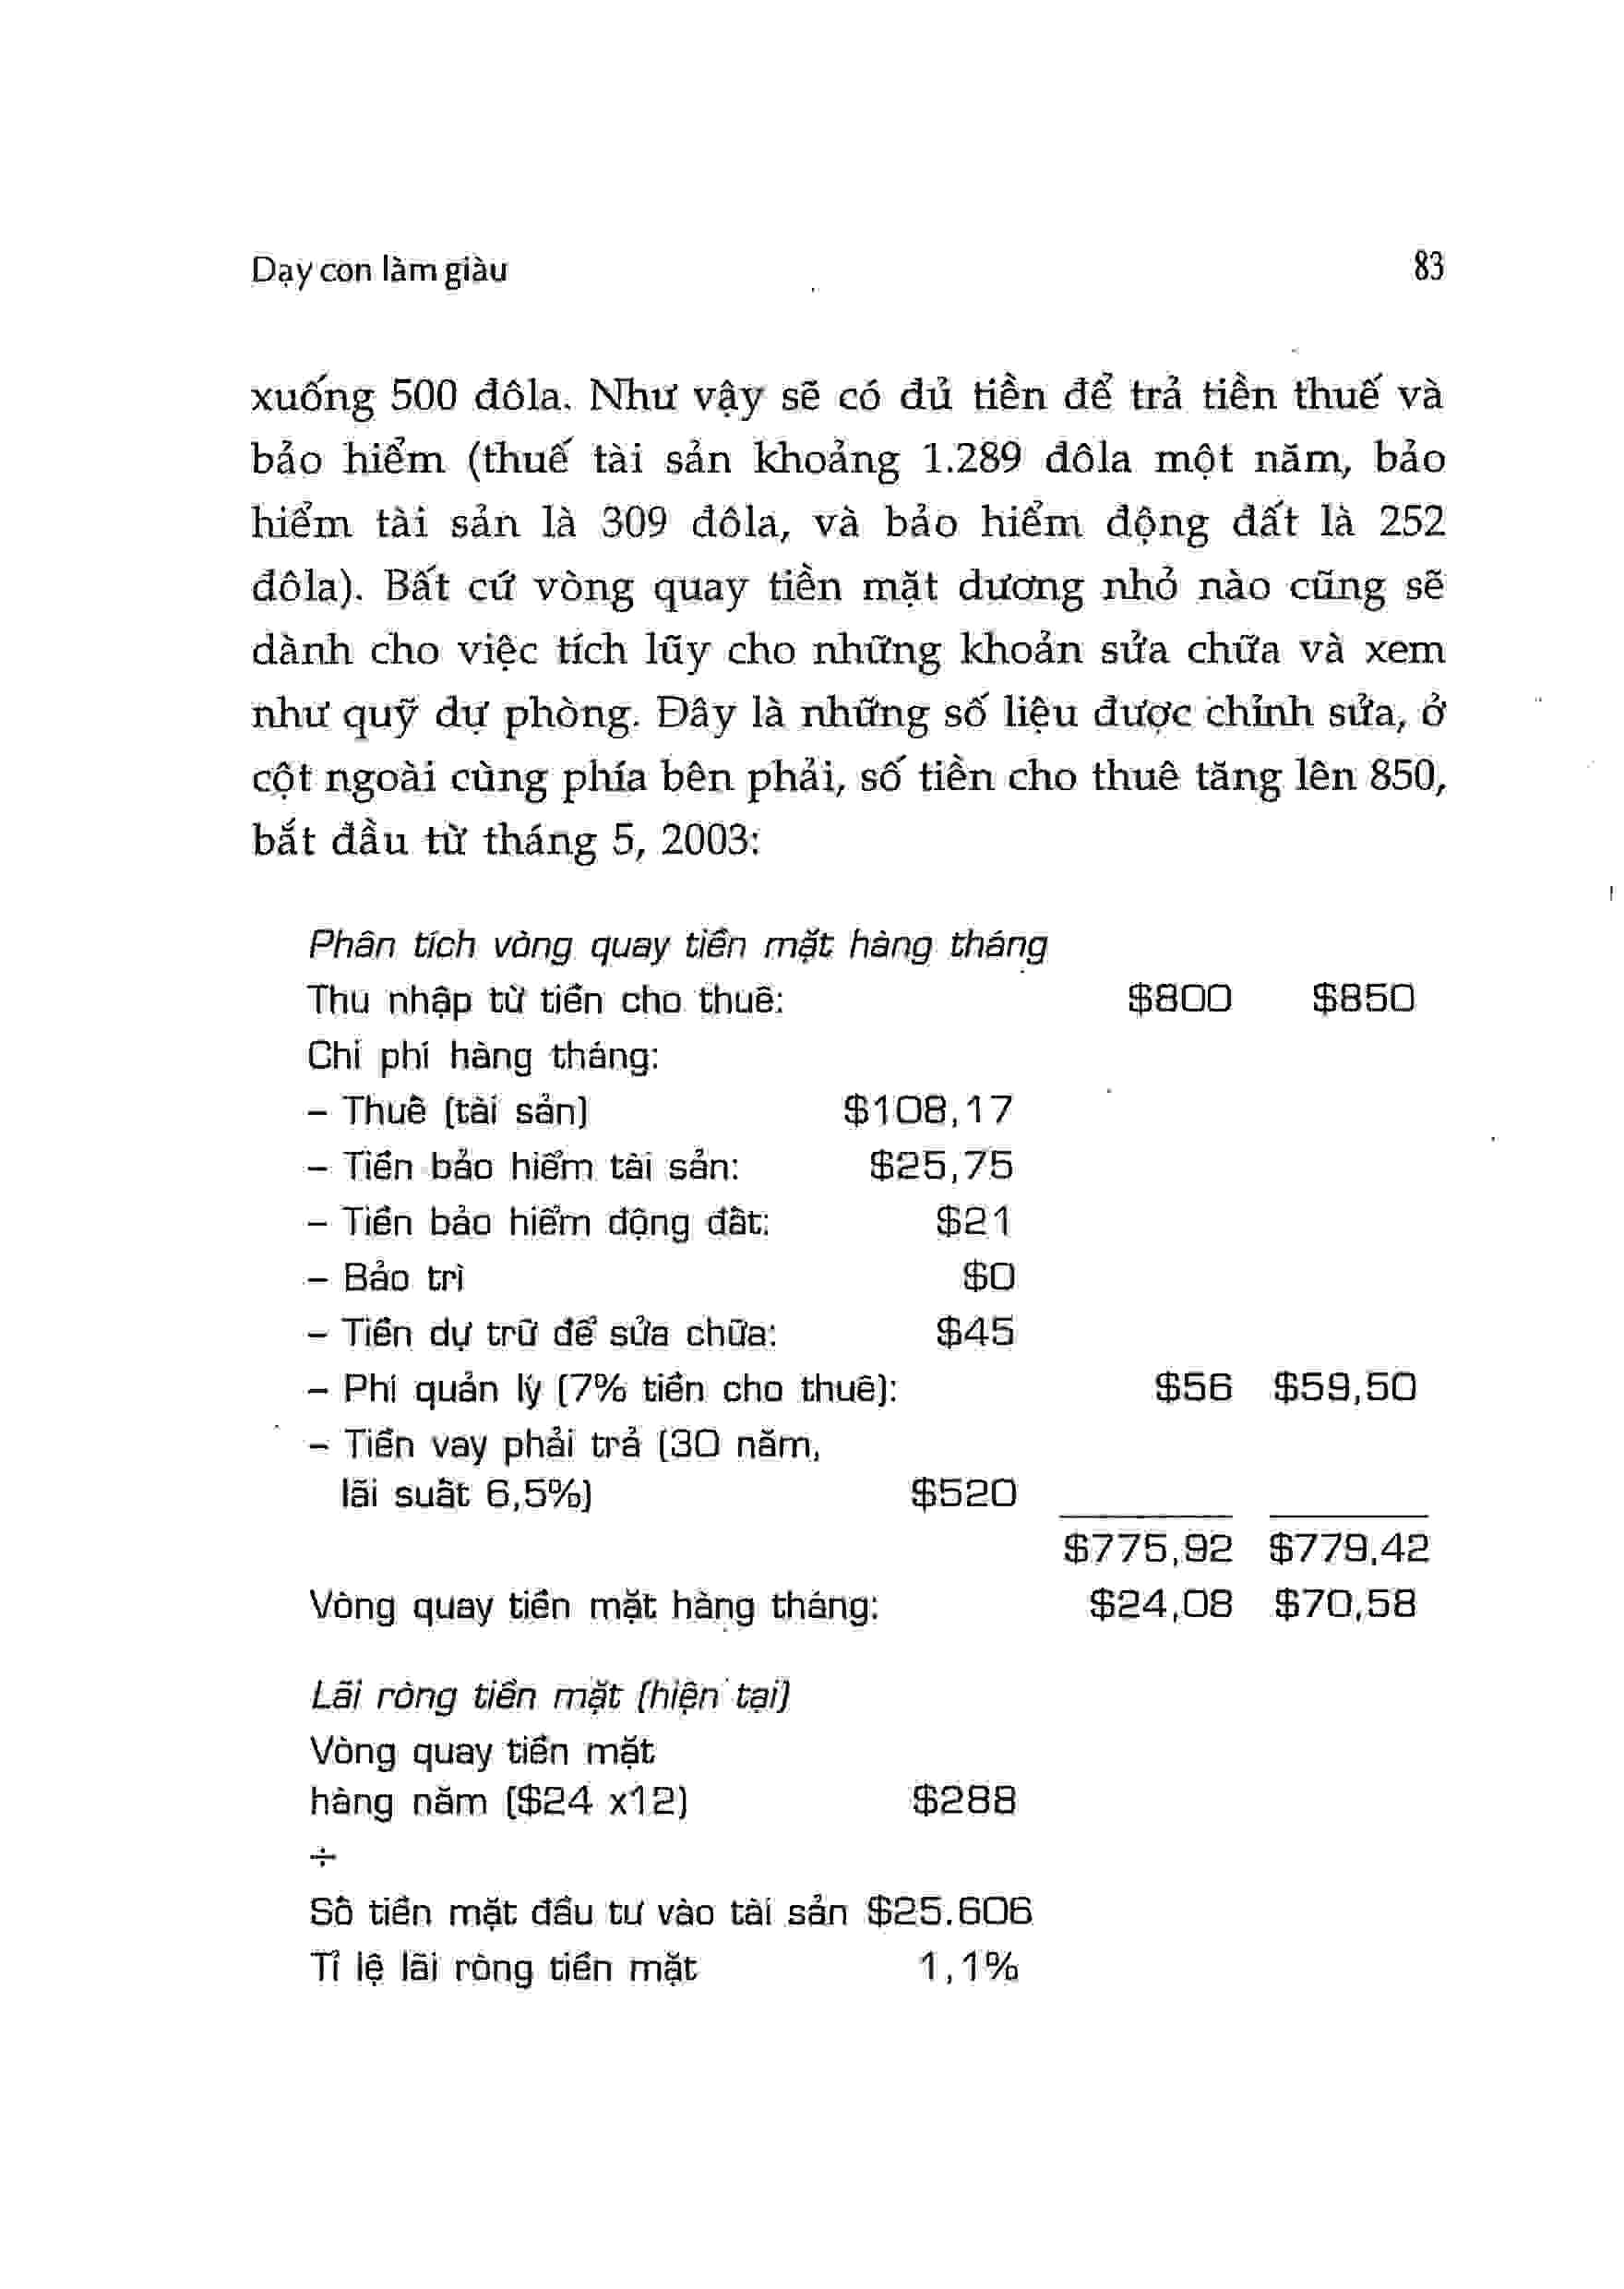 Dạy con làm giàu 83
xuống 500 đôla. Như vậy sẽ có đủ tiền để trả tiền thuế và
bảo hiểm (thuế tài sản khoảng 1.289 đôla một năm, bảo
hiểm tài sản là 309 đôla, và bảo hiểm động đất là 252
đôla). Bất cứ vòng quay tiền mặt dương nhỏ nào cũng sẽ
dành cho việc tích lũy cho những khoản sửa chữa và xem
như quỹ dự phòng. Đây là những số liệu được chỉnh sửa, ở
cột ngoài cùng phía bên phải, số tiền cho thuê tăng lên 850,
bắt đầu từ tháng 5, 2003:
Phân tích vòng quay tiền mặt hàng tháng
Thu nhập từ tiền cho thuê: $800 $850
Chi phí hàng tháng:
– Thuê (tài sản) $108,17
– Tiền bảo hiểm tài sản: $25,75
– Tiền bảo hiểm động đất: $21
– Bảo trì $0
– Tiền dự trữ để sửa chữa: $45
– Phí quản lý (7% tiền cho thuê): $56 $59,50
– Tiền vay phải trả (30 năm,
lãi suất 6,5%) $520
$775,92 $779,42
Vòng quay tiền mặt hàng tháng: $24,08 $70,58
Lãi ròng tiền mặt (hiện tại)
Vòng quay tiền mặt
hàng năm ($24 x12) $288
÷
Số tiền mặt đầu tư vào tài sản $25.606
Tỉ lệ lãi ròng tiền mặt 1,1%